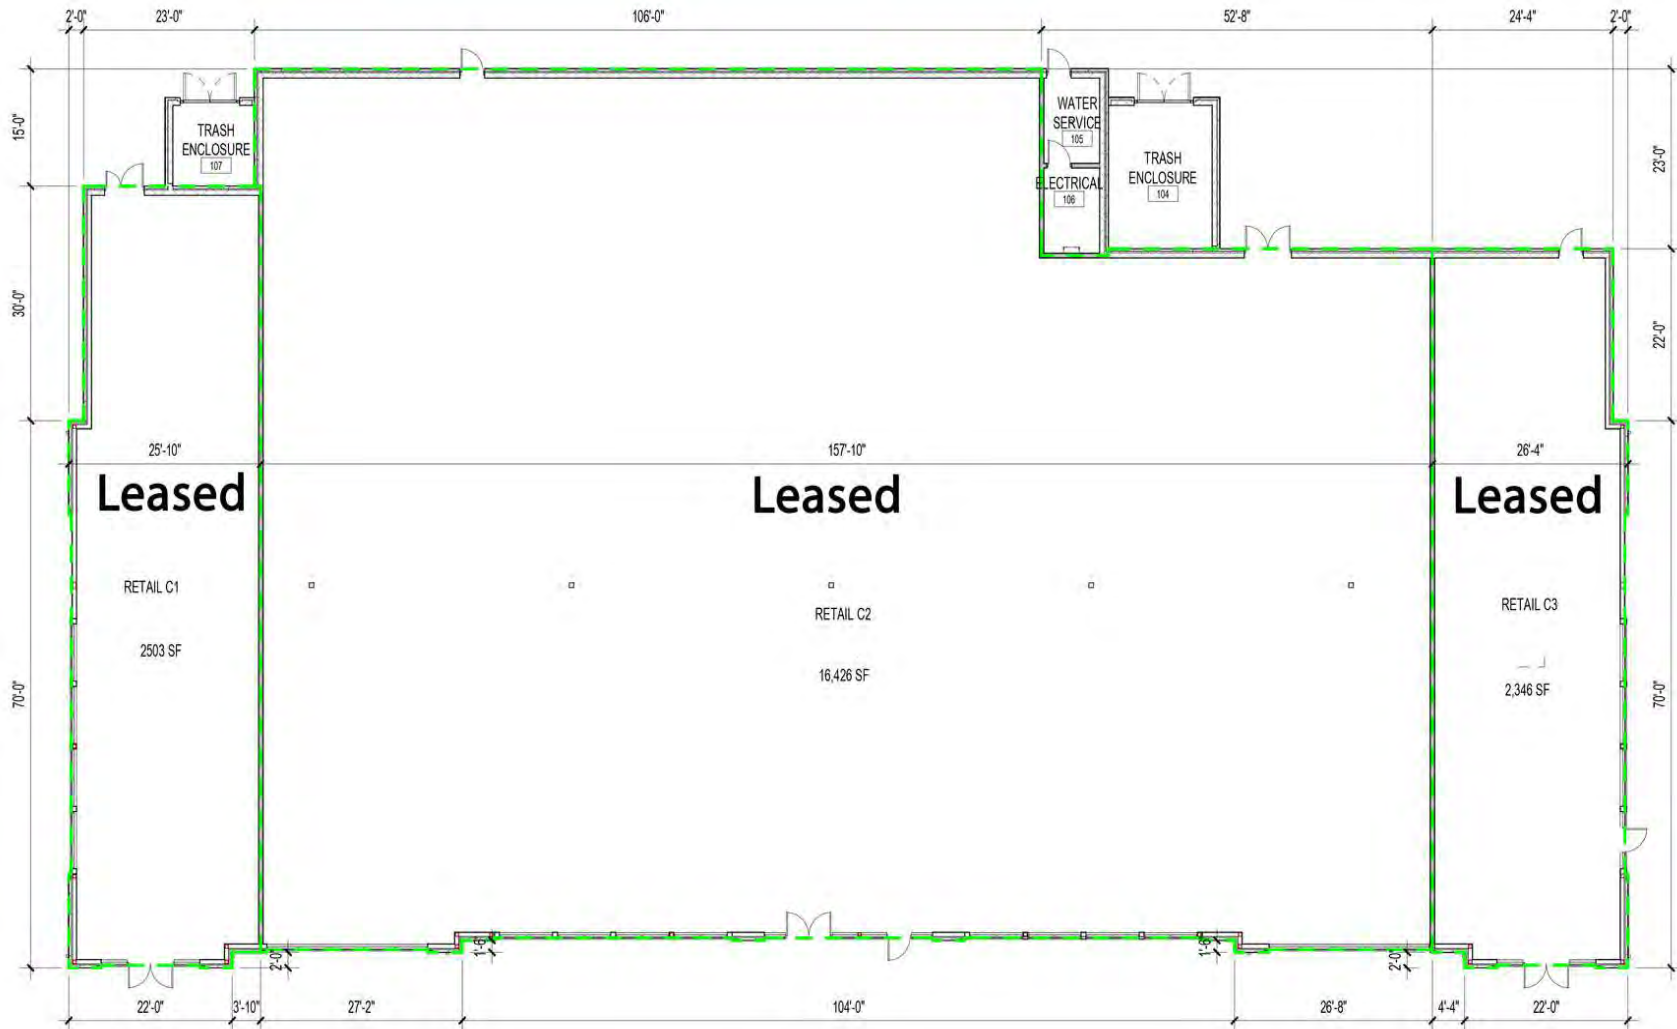 2'-0" 23'-0" 106'-0" 52'-8" 24'-4" 2'-0"
15'-0"
30'-0"
70'-0"
TRASH
ENCLOSURE
107
WATER
SERVICE
105
ELECTRICAL
106
TRASH
ENCLOSURE
104
23'-0"
22'-0"
70'-0"
25'-10" 157'-10" 26'-4"
Leased Leased Leased
RETAIL C1
2503 SF
RETAIL C2
16,426 SF
RETAIL C3
2,346 SF
2'-0" 1'-6" 1'-6" 2'-0"
22'-0" 3'-10" 27'-2" 104'-0" 26'-8" 4'-4" 22'-0"